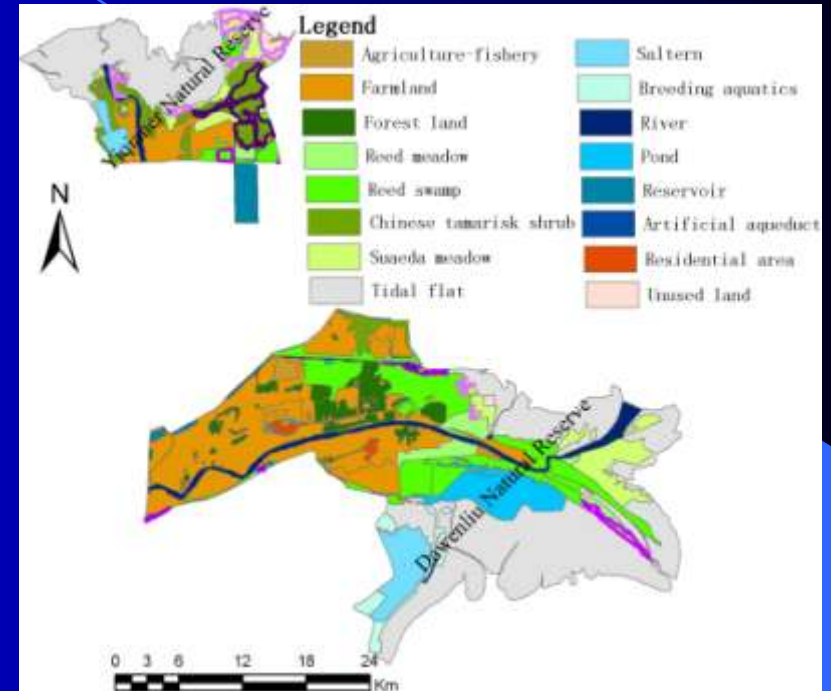 Legend
Agriculture-fishery
Farmland
Forest land
Reed meadow
Reed swamp
Chinese tamarisk shrub
Suaeda meadow
Tidal flat
Saltern
Breeding aquatics
River
Pond
Reservoir
Artificial aqueduct
Residential area
Unused land
Natural Reserve
N
Dawenliu Natural Reserve
0 3 6 12 18 24
Km